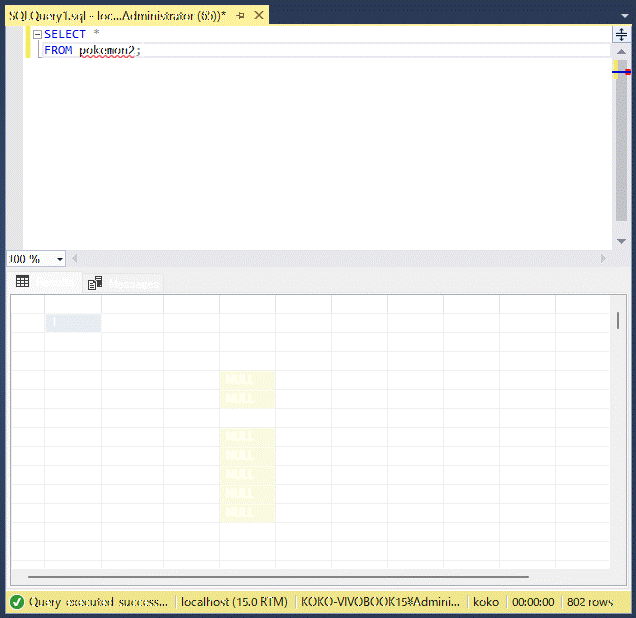 SQLQuery1.sql - loc...Administrator (65))*
SELECT *
FROM pokemon2;
100 %
Results
Messages
1
NULL
NULL
NULL
NULL
NULL
NULL
NULL
Query executed success...
localhost (15.0 RTM)
KOKO-VIVOBOOK15¥Admini...
koko
00:00:00
802 rows